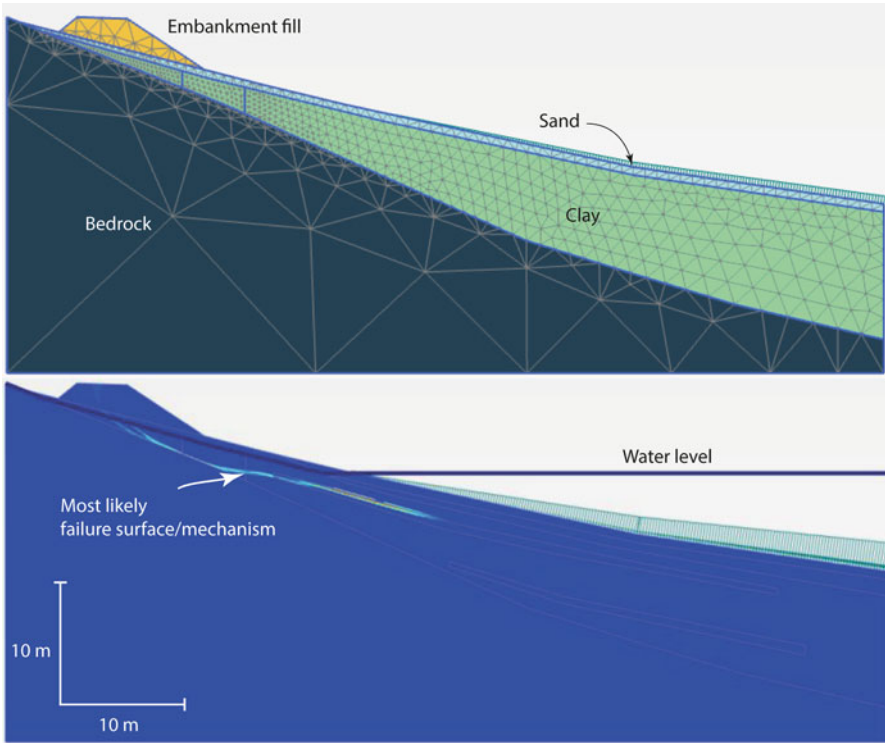 Embankment fill
Sand
Clay
Bedrock
Water level
Most likely
failure surface/mechanism
10 m
10 m